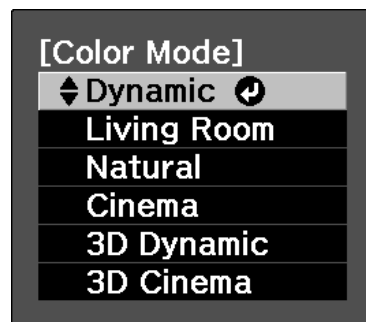 [Color Mode]
Dynamic
Living Room
Natural
Cinema
3D Dynamic
3D Cinema